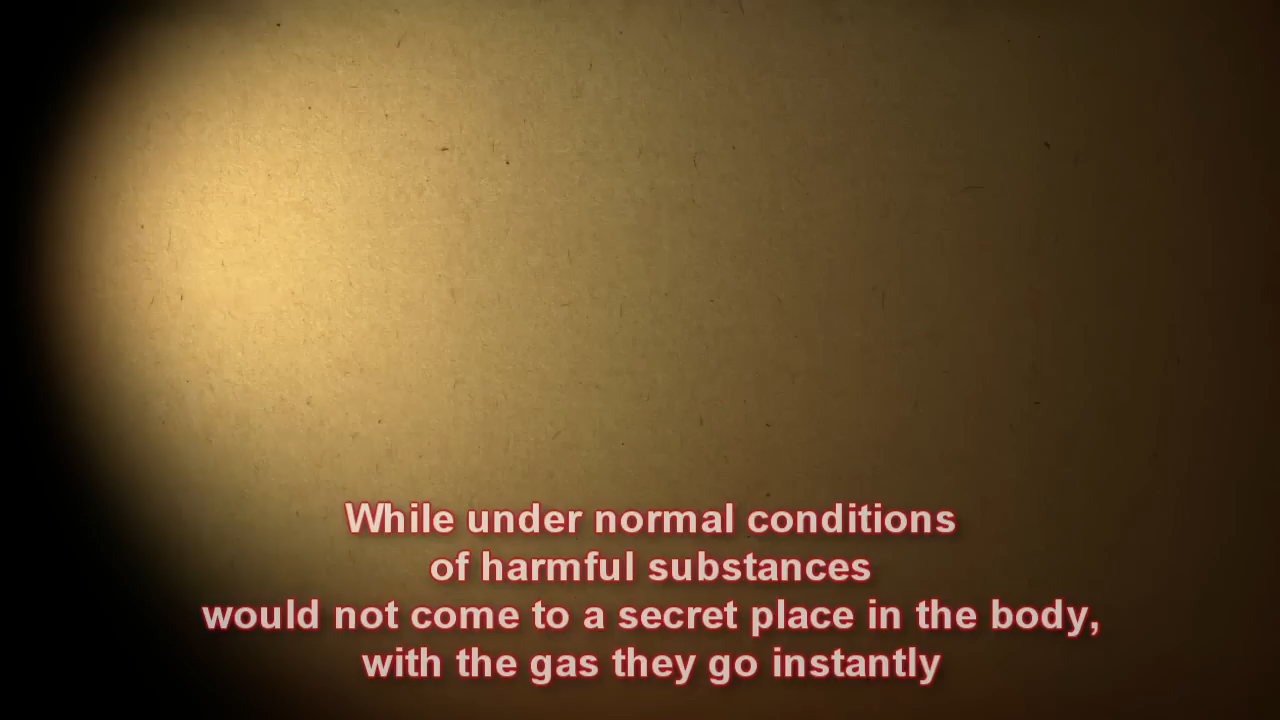 While under normal conditions
of harmful substances
would not come to a secret place in the body,
with the gas they go instantly